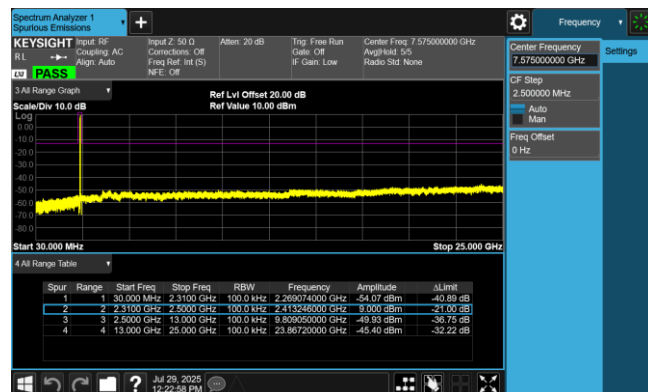 Spectrum Analyzer 1
Spurious Emissions
Frequency
KEYSIGHT
Input: RF
Coupling: AC
Align: Auto
Input Z: 50 Ω
Corrections: Off
Freq Ref: Int (S)
NFE: Off
Atten: 20 dB
Trig: Free Run
Gate: Off
IF Gain: Low
Center Freq: 7.575000000 GHz
Avg|Hold: 5/5
Radio Std: None
R L
LXI
PASS
Center Frequency
7.575000000 GHz
Settings
CF Step
2.500000 MHz
Auto
Man
Freq Offset
0 Hz
3 All Range Graph
Ref Lvl Offset 20.00 dB
Scale/Div 10.0 dB
Ref Value 10.00 dBm
Log
0.00
-10.0
-20.0
-30.0
-40.0
-50.0
-60.0
-70.0
-80.0
Start 30.000 MHz
Stop 25.000 GHz
4 All Range Table
Spur Range Start Freq Stop Freq RBW Frequency Amplitude ΔLimit
1 1 30.000 MHz 2.3100 GHz 100.0 kHz 2.269074000 GHz -54.07 dBm -40.89 dB
2 2 2.3100 GHz 2.5000 GHz 100.0 kHz 2.413246000 GHz 9.000 dBm -21.00 dB
3 3 2.5000 GHz 13.000 GHz 100.0 kHz 9.809050000 GHz -49.93 dBm -36.75 dB
4 4 13.000 GHz 25.000 GHz 100.0 kHz 23.86720000 GHz -45.40 dBm -32.22 dB
?
Jul 29, 2025
12:22:58 PM